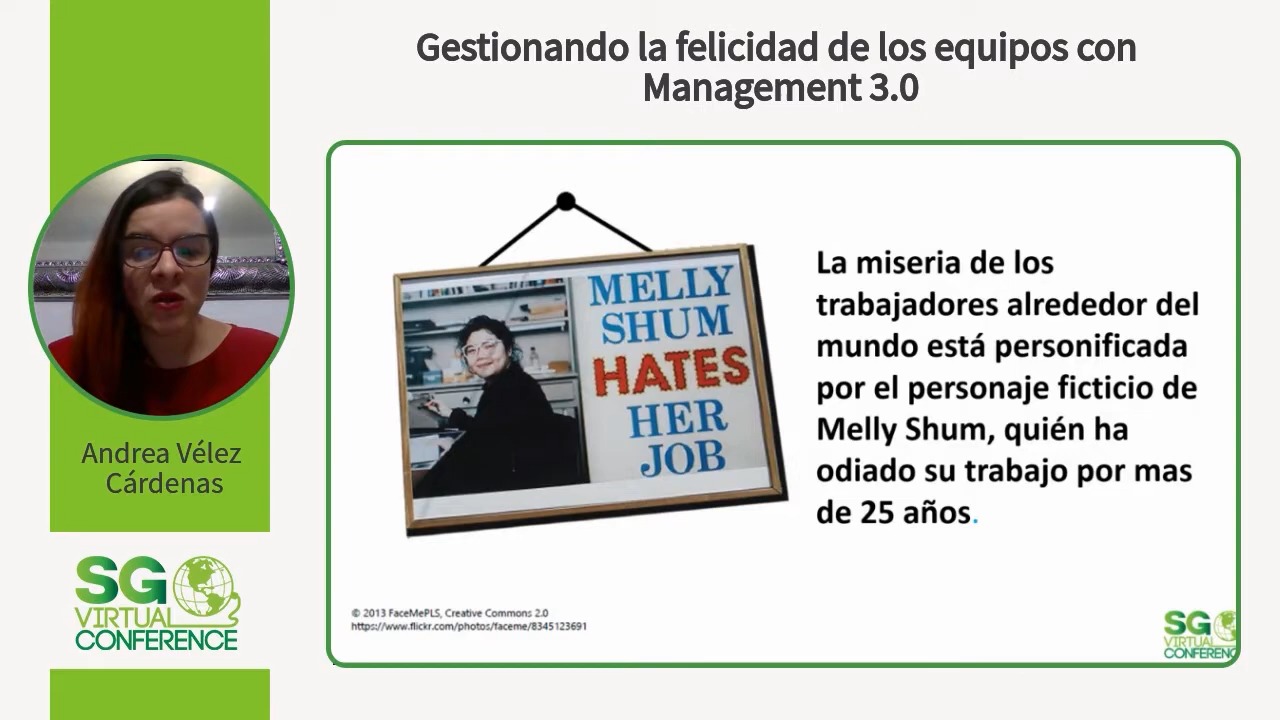 Gestionando la felicidad de los equipos con
Management 3.0
MELLY
SHUM
HATES
HER
JOB
La miseria de los
trabajadores alrededor del
mundo está personificada
por el personaje ficticio de
Melly Shum, quién ha
odiado su trabajo por mas
de 25 años.
Andrea Vélez
Cárdenas
SG
VIRTUAL
CONFERENCE
© 2013 FaceMePLS, Creative Commons 2.0
https://www.flickr.com/photos/faceme/8345123691
SG
VIRTUAL
CONFERENC